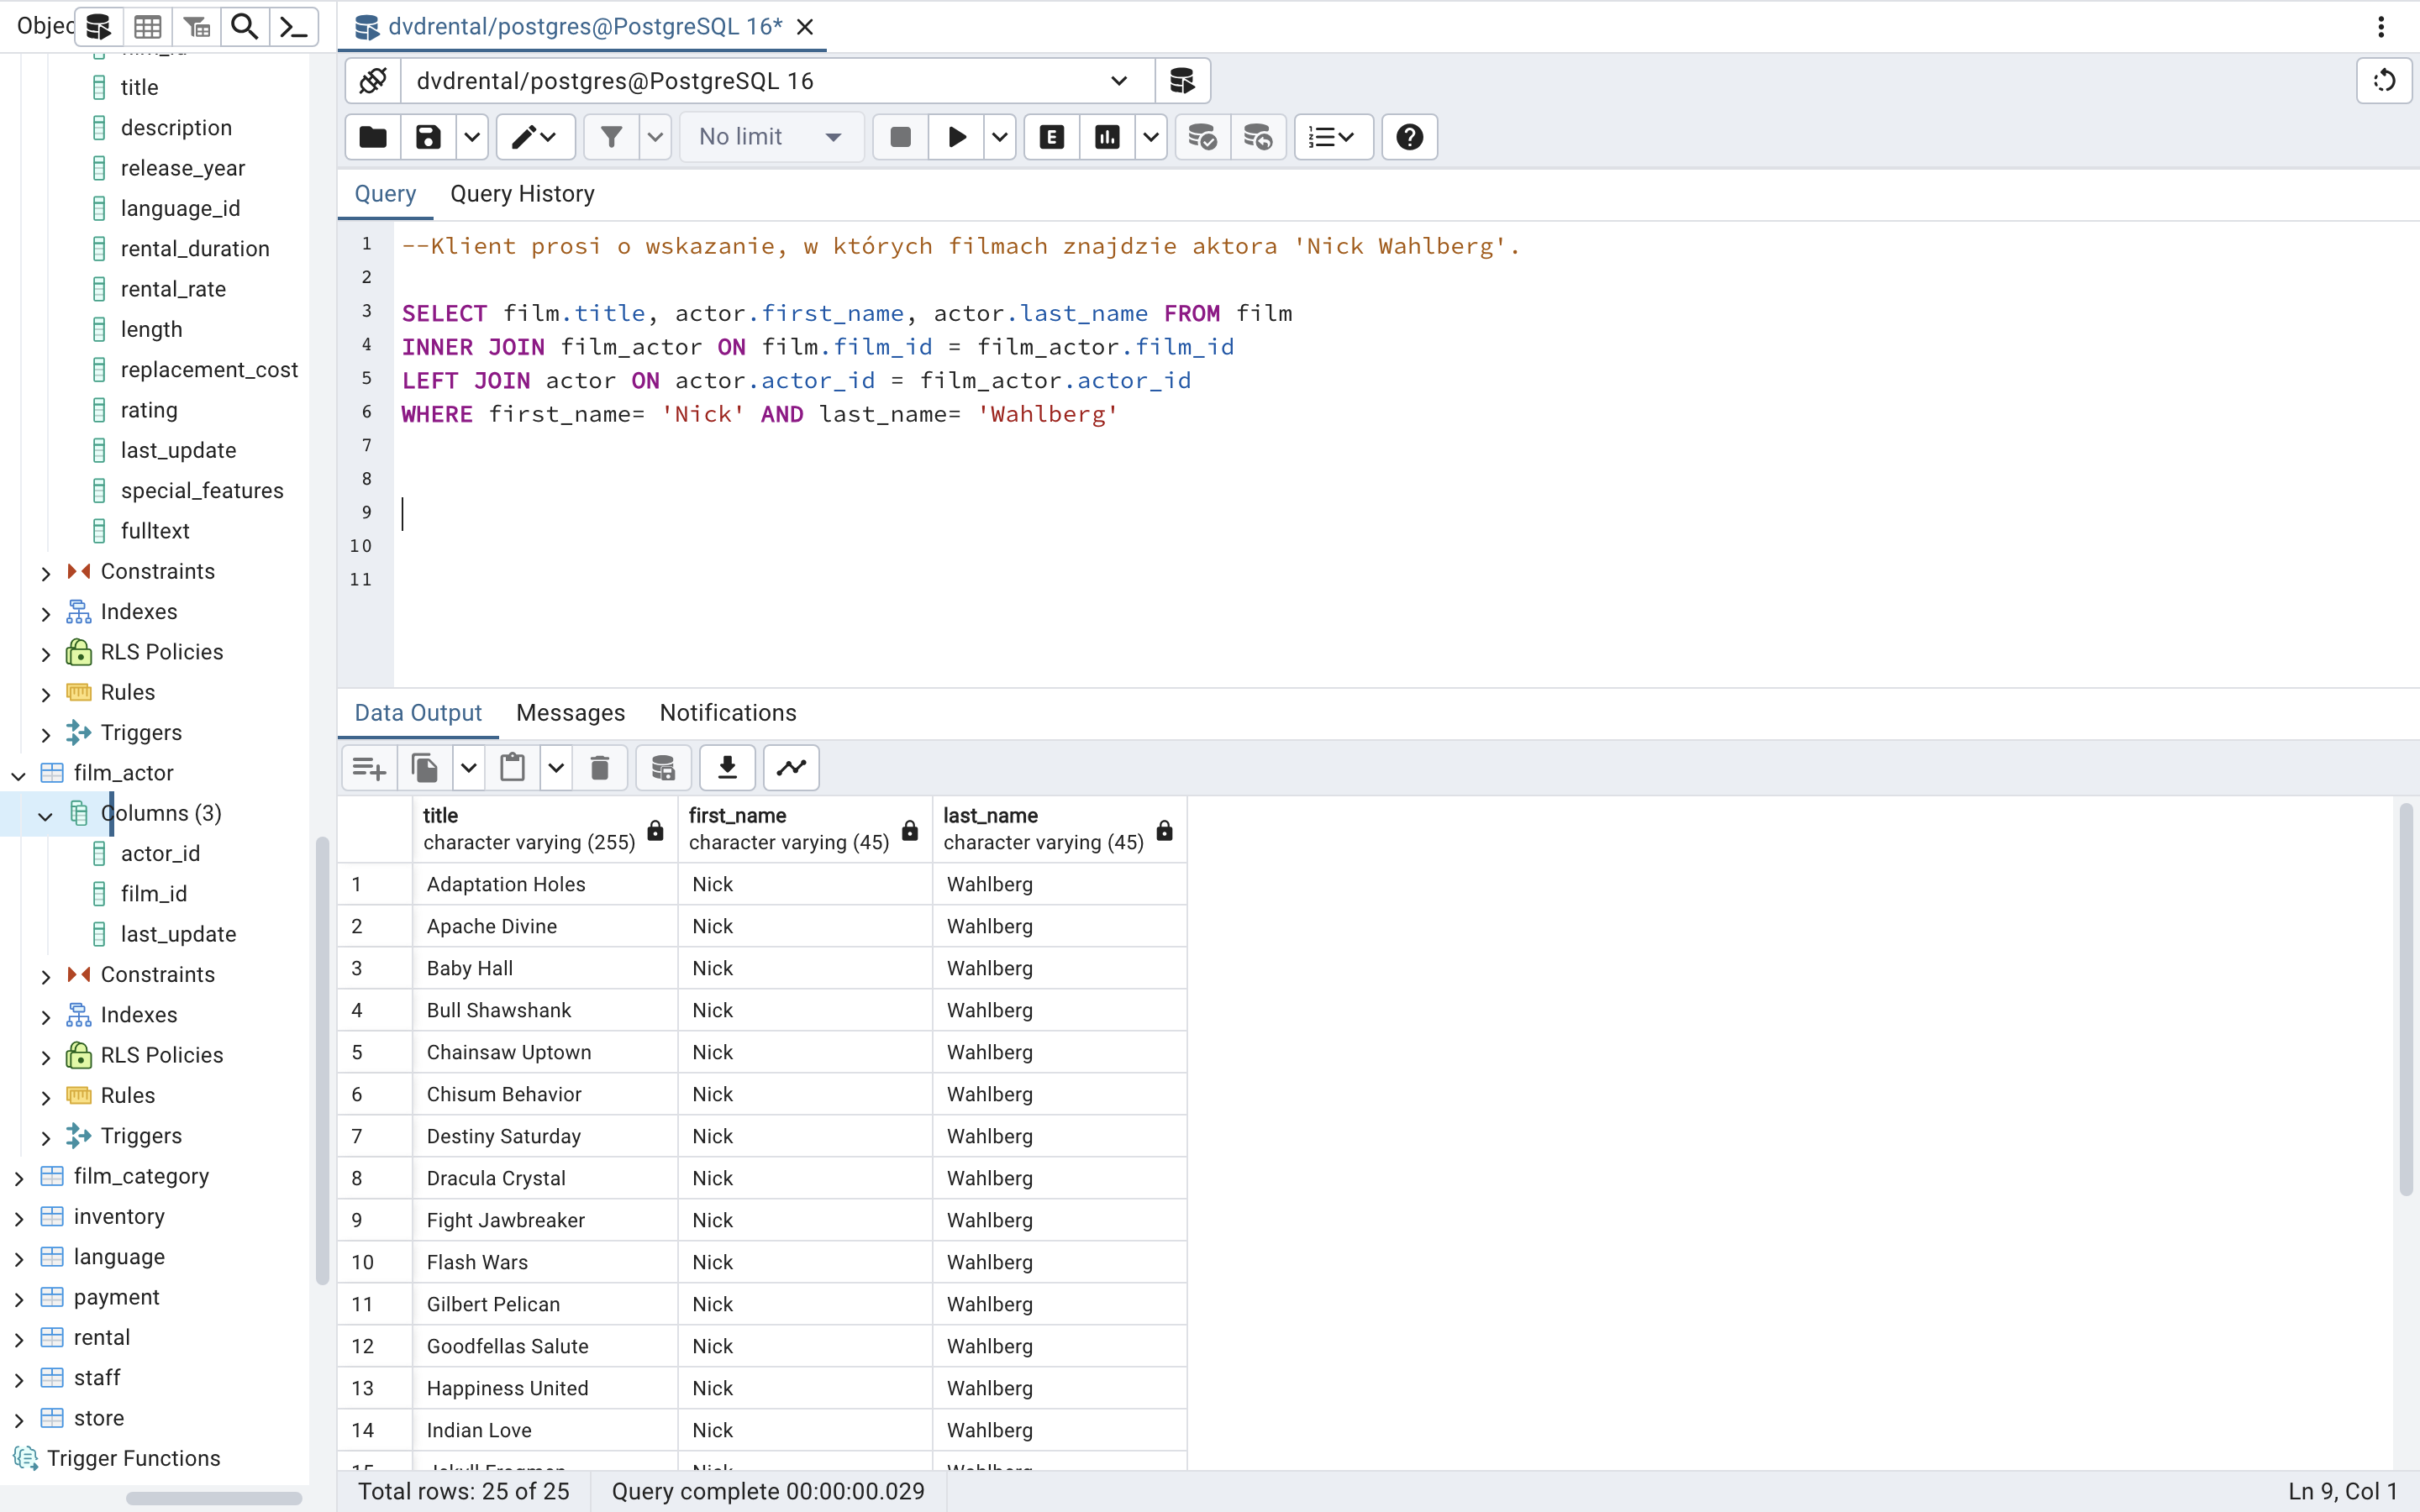 Objec
dvdrental/postgres@PostgreSQL 16*
dvdrental/postgres@PostgreSQL 16
No limit
E
Query
Query History
title
description
release_year
language_id
rental_duration
rental_rate
length
replacement_cost
rating
last_update
special_features
fulltext
Constraints
Indexes
RLS Policies
Rules
Triggers
film_actor
Columns (3)
actor_id
film_id
last_update
Constraints
Indexes
RLS Policies
Rules
Triggers
film_category
inventory
language
payment
rental
staff
store
Trigger Functions
1 --Klient prosi o wskazanie, w których filmach znajdzie aktora 'Nick Wahlberg'.
2
3 SELECT film.title, actor.first_name, actor.last_name FROM film
4 INNER JOIN film_actor ON film.film_id = film_actor.film_id
5 LEFT JOIN actor ON actor.actor_id = film_actor.actor_id
6 WHERE first_name= 'Nick' AND last_name= 'Wahlberg'
7
8
9
10
11
Data Output
Messages
Notifications
title first_name last_name
character varying (255) character varying (45) character varying (45)
1 Adaptation Holes Nick Wahlberg
2 Apache Divine Nick Wahlberg
3 Baby Hall Nick Wahlberg
4 Bull Shawshank Nick Wahlberg
5 Chainsaw Uptown Nick Wahlberg
6 Chisum Behavior Nick Wahlberg
7 Destiny Saturday Nick Wahlberg
8 Dracula Crystal Nick Wahlberg
9 Fight Jawbreaker Nick Wahlberg
10 Flash Wars Nick Wahlberg
11 Gilbert Pelican Nick Wahlberg
12 Goodfellas Salute Nick Wahlberg
13 Happiness United Nick Wahlberg
14 Indian Love Nick Wahlberg
Total rows: 25 of 25
Query complete 00:00:00.029
Ln 9, Col 1